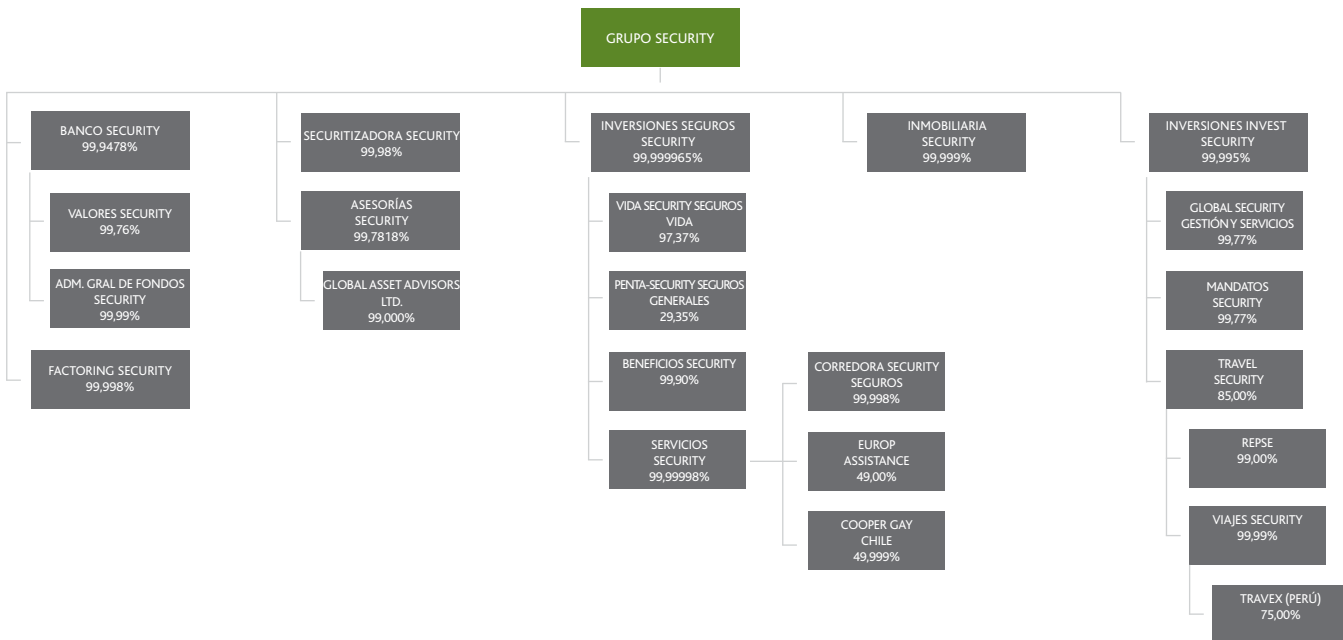 GRUPO SECURITY
BANCO SECURITY
99,9478%
VALORES SECURITY
99,76%
ADM. GRAL DE FONDOS
SECURITY
99,99%
FACTORING SECURITY
99,998%
SECURITIZADORA SECURITY
99,98%
ASESORÍAS
SECURITY
99,7818%
GLOBAL ASSET ADVISORS
LTD.
99,000%
INVERSIONES SEGUROS
SECURITY
99,999965%
VIDA SECURITY SEGUROS
VIDA
97,37%
PENTA-SECURITY SEGUROS
GENERALES
29,35%
BENEFICIOS SECURITY
99,90%
SERVICIOS
SECURITY
99,99998%
CORREDORA SECURITY
SEGUROS
99,998%
EUROP
ASSISTANCE
49,00%
COOPER GAY
CHILE
49,999%
INMOBILIARIA
SECURITY
99,999%
INVERSIONES INVEST
SECURITY
99,995%
GLOBAL SECURITY
GESTIÓN Y SERVICIOS
99,77%
MANDATOS
SECURITY
99,77%
TRAVEL
SECURITY
85,00%
REPSE
99,00%
VIAJES SECURITY
99,99%
TRAVEX (PERÚ)
75,00%